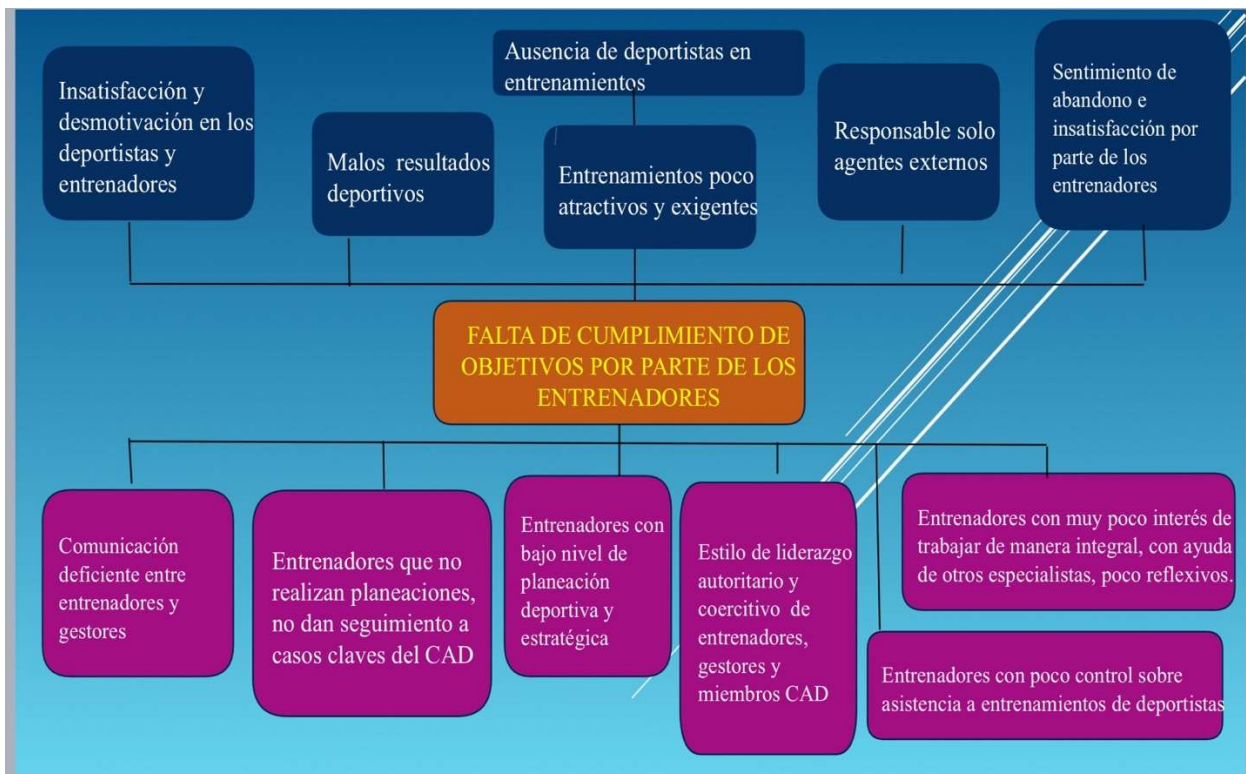 Insatisfacción y
desmotivación en los
deportistas y
entrenadores
Malos resultados
deportivos
Ausencia de deportistas en
entrenamientos
Entrenamientos poco
atractivos y exigentes
Responsable solo
agentes externos
Sentimiento de
abandono e
insatisfacción por
parte de los
entrenadores
FALTA DE CUMPLIMIENTO DE
OBJETIVOS POR PARTE DE LOS
ENTRENADORES
Comunicación
deficiente entre
entrenadores y
gestores
Entrenadores que no
realizan planeaciones,
no dan seguimiento a
casos claves del CAD
Entrenadores con
bajo nivel de
planeación
deportiva y
estratégica
Estilo de liderazgo
autoritario y
coercitivo de
entrenadores,
gestores y
miembros CAD
Entrenadores con muy poco interés de
trabajar de manera integral, con ayuda
de otros especialistas, poco reflexivos.
Entrenadores con poco control sobre
asistencia a entrenamientos de deportistas